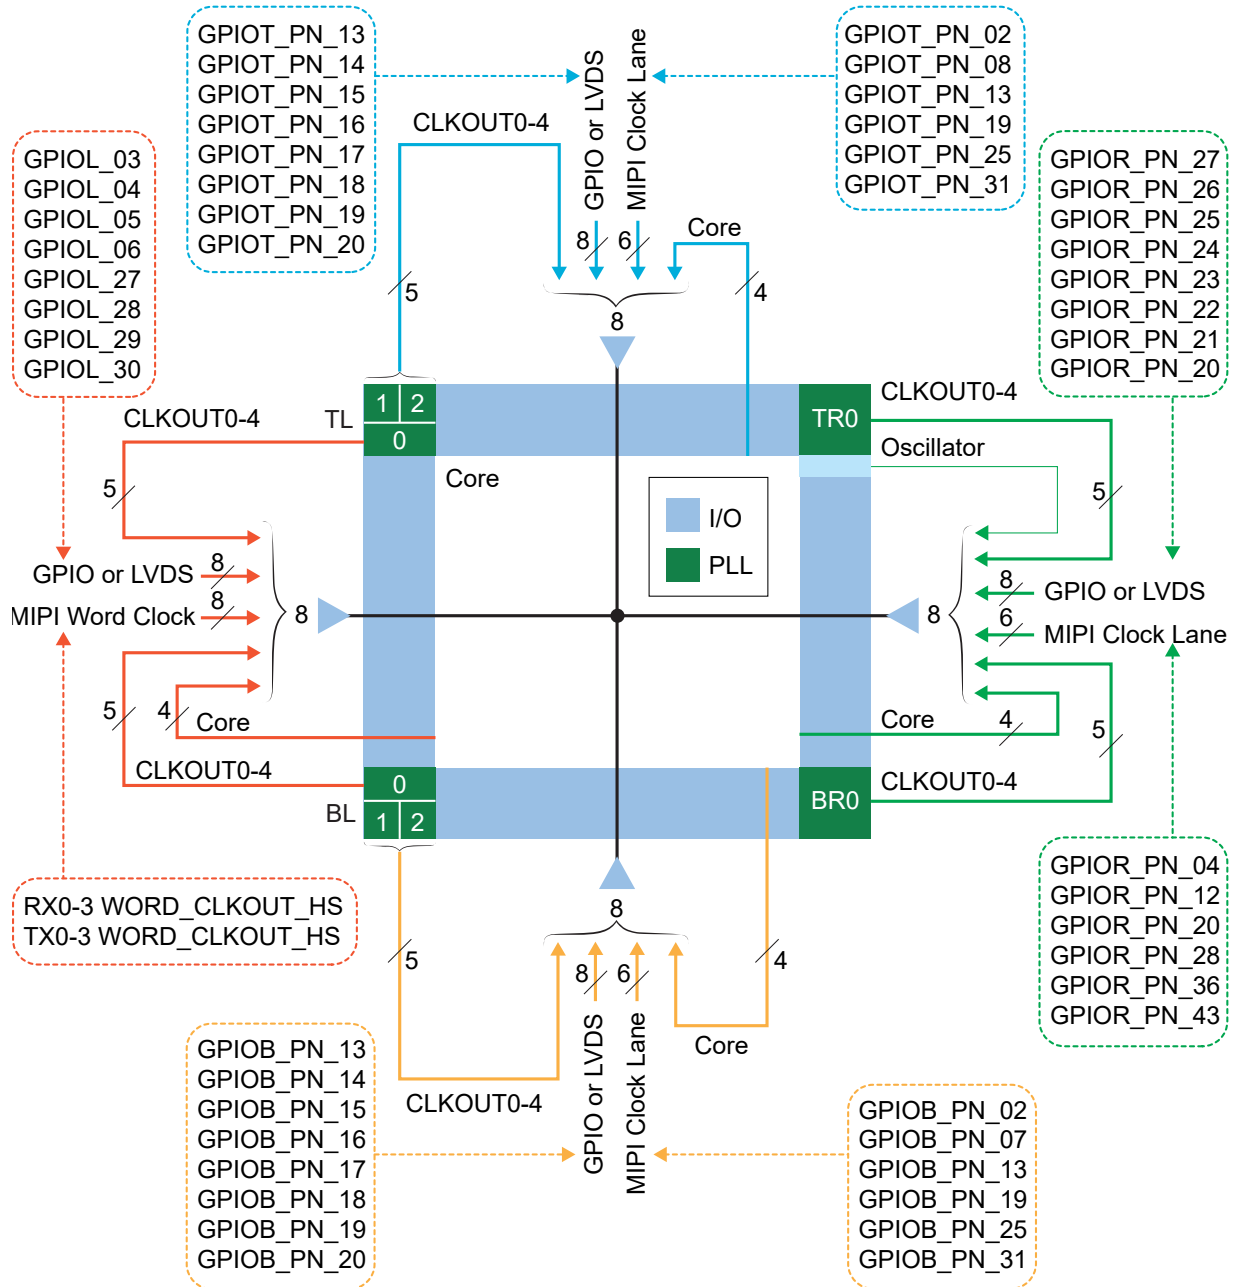 GPIOT_PN_13
GPIOT_PN_14
GPIOT_PN_15
GPIOT_PN_16
GPIOT_PN_17
GPIOT_PN_18
GPIOT_PN_19
GPIOT_PN_20
GPIO or LVDS
MIPI Clock Lane
GPIOT_PN_02
GPIOT_PN_08
GPIOT_PN_13
GPIOT_PN_19
GPIOT_PN_25
GPIOT_PN_31
GPIOL_03
GPIOL_04
GPIOL_05
GPIOL_06
GPIOL_27
GPIOL_28
GPIOL_29
GPIOL_30
CLKOUT0-4
5
8
6
Core
4
8
GPIOR_PN_27
GPIOR_PN_26
GPIOR_PN_25
GPIOR_PN_24
GPIOR_PN_23
GPIOR_PN_22
GPIOR_PN_21
GPIOR_PN_20
CLKOUT0-4
TL
1 2
0
TR0
CLKOUT0-4
Oscillator
Core
5
5
I/O
PLL
GPIO or LVDS
8
MIPI Word Clock
8
8
8
8
GPIO or LVDS
6
MIPI Clock Lane
5
4
Core
CLKOUT0-4
Core
4
5
CLKOUT0-4
BL
0
1 2
BR0
RX0-3 WORD_CLKOUT_HS
TX0-3 WORD_CLKOUT_HS
8
5
8
6
4
Core
CLKOUT0-4
GPIO or LVDS
MIPI Clock Lane
GPIOR_PN_04
GPIOR_PN_12
GPIOR_PN_20
GPIOR_PN_28
GPIOR_PN_36
GPIOR_PN_43
GPIOB_PN_13
GPIOB_PN_14
GPIOB_PN_15
GPIOB_PN_16
GPIOB_PN_17
GPIOB_PN_18
GPIOB_PN_19
GPIOB_PN_20
GPIOB_PN_02
GPIOB_PN_07
GPIOB_PN_13
GPIOB_PN_19
GPIOB_PN_25
GPIOB_PN_31